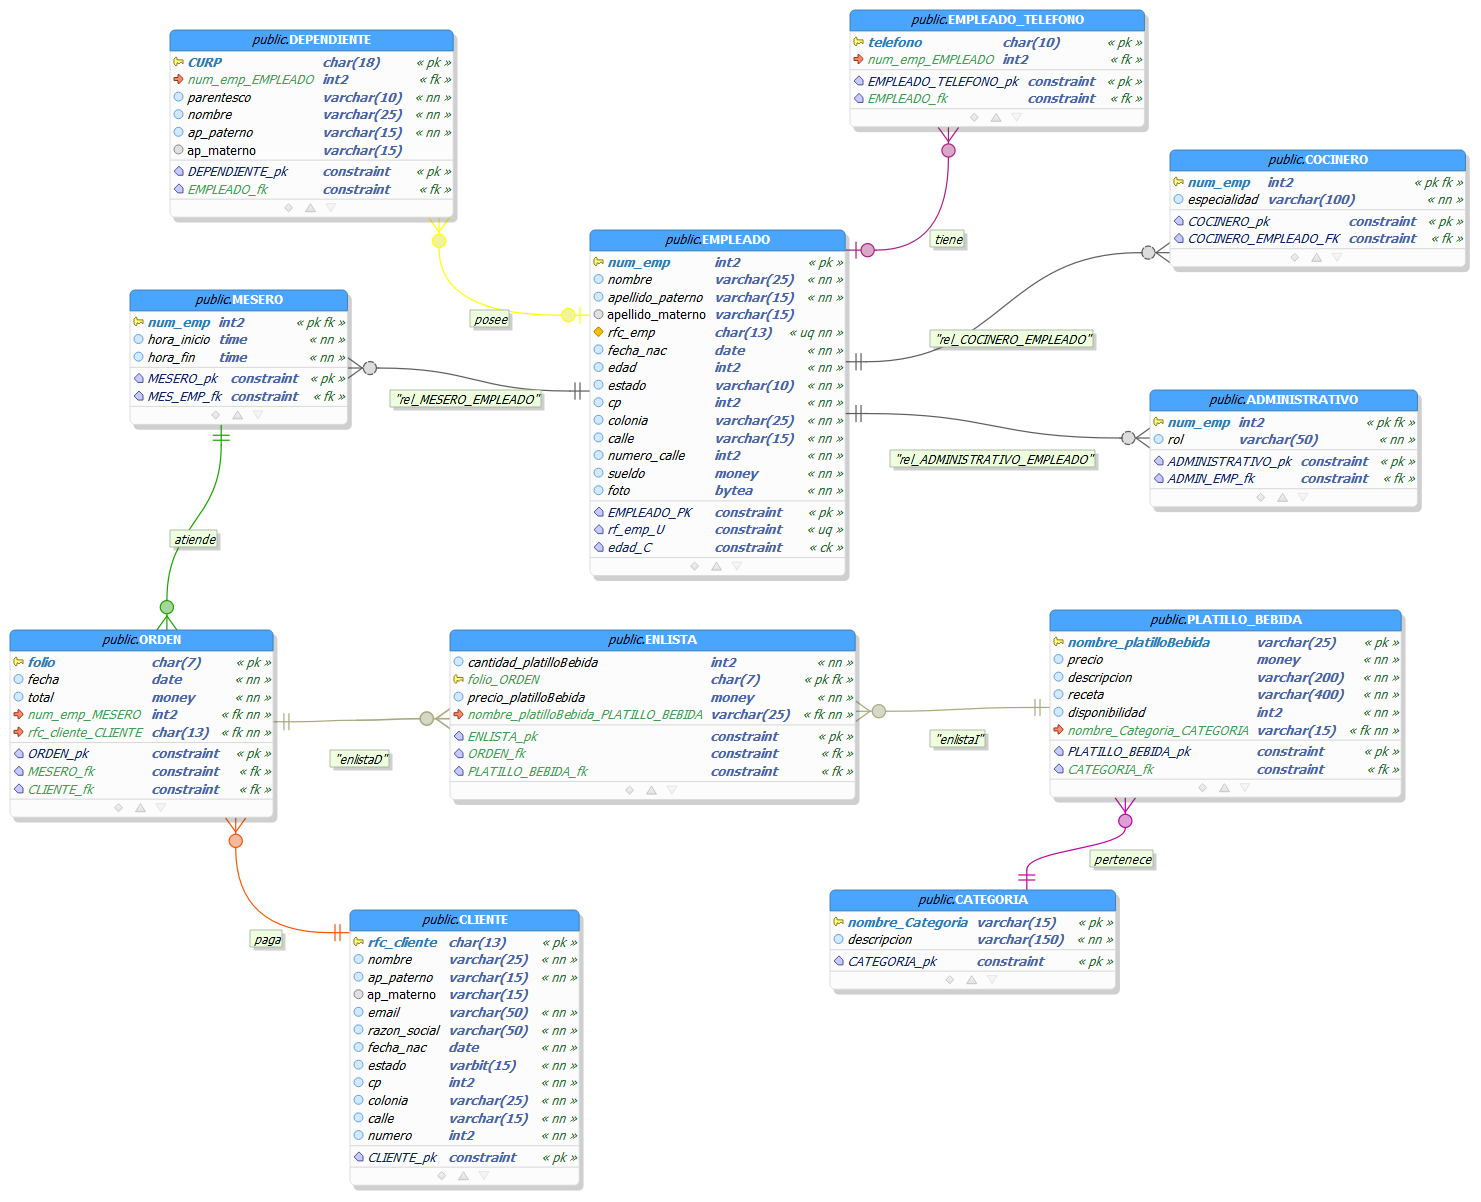 public.DEPENDIENTE
CURP char(18) « pk »
num_emp_EMPLEADO int2 « fk »
parentesco varchar(10) « nn »
nombre varchar(25) « nn »
ap_paterno varchar(15) « nn »
ap_materno varchar(15)
DEPENDIENTE_pk constraint « pk »
EMPLEADO_fk constraint « fk »
public.EMPLEADO_TELEFONO
telefono char(10) « pk »
num_emp_EMPLEADO int2 « fk »
EMPLEADO_TELEFONO_pk constraint « pk »
EMPLEADO_fk constraint « fk »
public.COCINERO
num_emp int2 « pk fk »
especialidad varchar(100) « nn »
COCINERO_pk constraint « pk »
COCINERO_EMPLEADO_FK constraint « fk »
tiene
posee
public.EMPLEADO
num_emp int2 « pk »
nombre varchar(25) « nn »
apellido_paterno varchar(15) « nn »
apellido_materno varchar(15)
rfc_emp char(13) « uq nn »
fecha_nac date « nn »
edad int2 « nn »
estado varchar(10) « nn »
cp int2 « nn »
colonia varchar(25) « nn »
calle varchar(15) « nn »
numero_calle int2 « nn »
sueldo money « nn »
foto bytea « nn »
EMPLEADO_PK constraint « pk »
rf_emp_U constraint « uq »
edad_C constraint « ck »
public.MESERO
num_emp int2 « pk fk »
hora_inicio time « nn »
hora_fin time « nn »
MESERO_pk constraint « pk »
MES_EMP_fk constraint « fk »
"rel_MESERO_EMPLEADO"
"rel_COCINERO_EMPLEADO"
public.ADMINISTRATIVO
num_emp int2 « pk fk »
rol varchar(50) « nn »
ADMINISTRATIVO_pk constraint « pk »
ADMIN_EMP_fk constraint « fk »
"rel_ADMINISTRATIVO_EMPLEADO"
atiende
public.ORDEN
folio char(7) « pk »
fecha date « nn »
total money « nn »
num_emp_MESERO int2 « fk nn »
rfc_cliente_CLIENTE char(13) « fk nn »
ORDEN_pk constraint « pk »
MESERO_fk constraint « fk »
CLIENTE_fk constraint « fk »
"enlistaD"
public.ENLISTA
cantidad_platilloBebida int2 « nn »
folio_ORDEN char(7) « pk fk »
precio_platilloBebida money « nn »
nombre_platilloBebida_PLATILLO_BEBIDA varchar(25) « fk nn »
ENLISTA_pk constraint « pk »
ORDEN_fk constraint « fk »
PLATILLO_BEBIDA_fk constraint « fk »
"enlistaI"
public.PLATILLO_BEBIDA
nombre_platilloBebida varchar(25) « pk »
precio money « nn »
descripcion varchar(200) « nn »
receta varchar(400) « nn »
disponibilidad int2 « nn »
nombre_Categoria_CATEGORIA varchar(15) « fk nn »
PLATILLO_BEBIDA_pk constraint « pk »
CATEGORIA_fk constraint « fk »
pertenece
public.CATEGORIA
nombre_Categoria varchar(15) « pk »
descripcion varchar(150) « nn »
CATEGORIA_pk constraint « pk »
paga
public.CLIENTE
rfc_cliente char(13) « pk »
nombre varchar(25) « nn »
ap_paterno varchar(15) « nn »
ap_materno varchar(15)
email varchar(50) « nn »
razon_social varchar(50) « nn »
fecha_nac date « nn »
estado varbit(15) « nn »
cp int2 « nn »
colonia varchar(25) « nn »
calle varchar(15) « nn »
numero int2 « nn »
CLIENTE_pk constraint « pk »